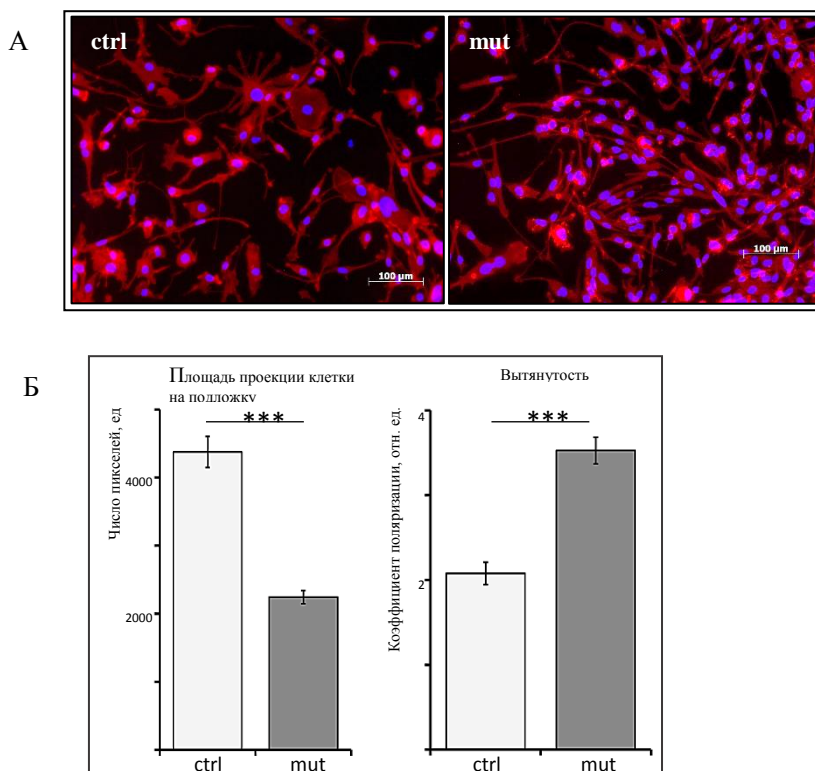 А
ctrl
mut
100 µm
100 µm
Б
Площадь проекции клетки
на подложку
Вытянутость
***
***
Число пикселей, ед
4000
2000
Коэффициент поляризации, отн. ед.
4
2
ctrl
mut
ctrl
mut